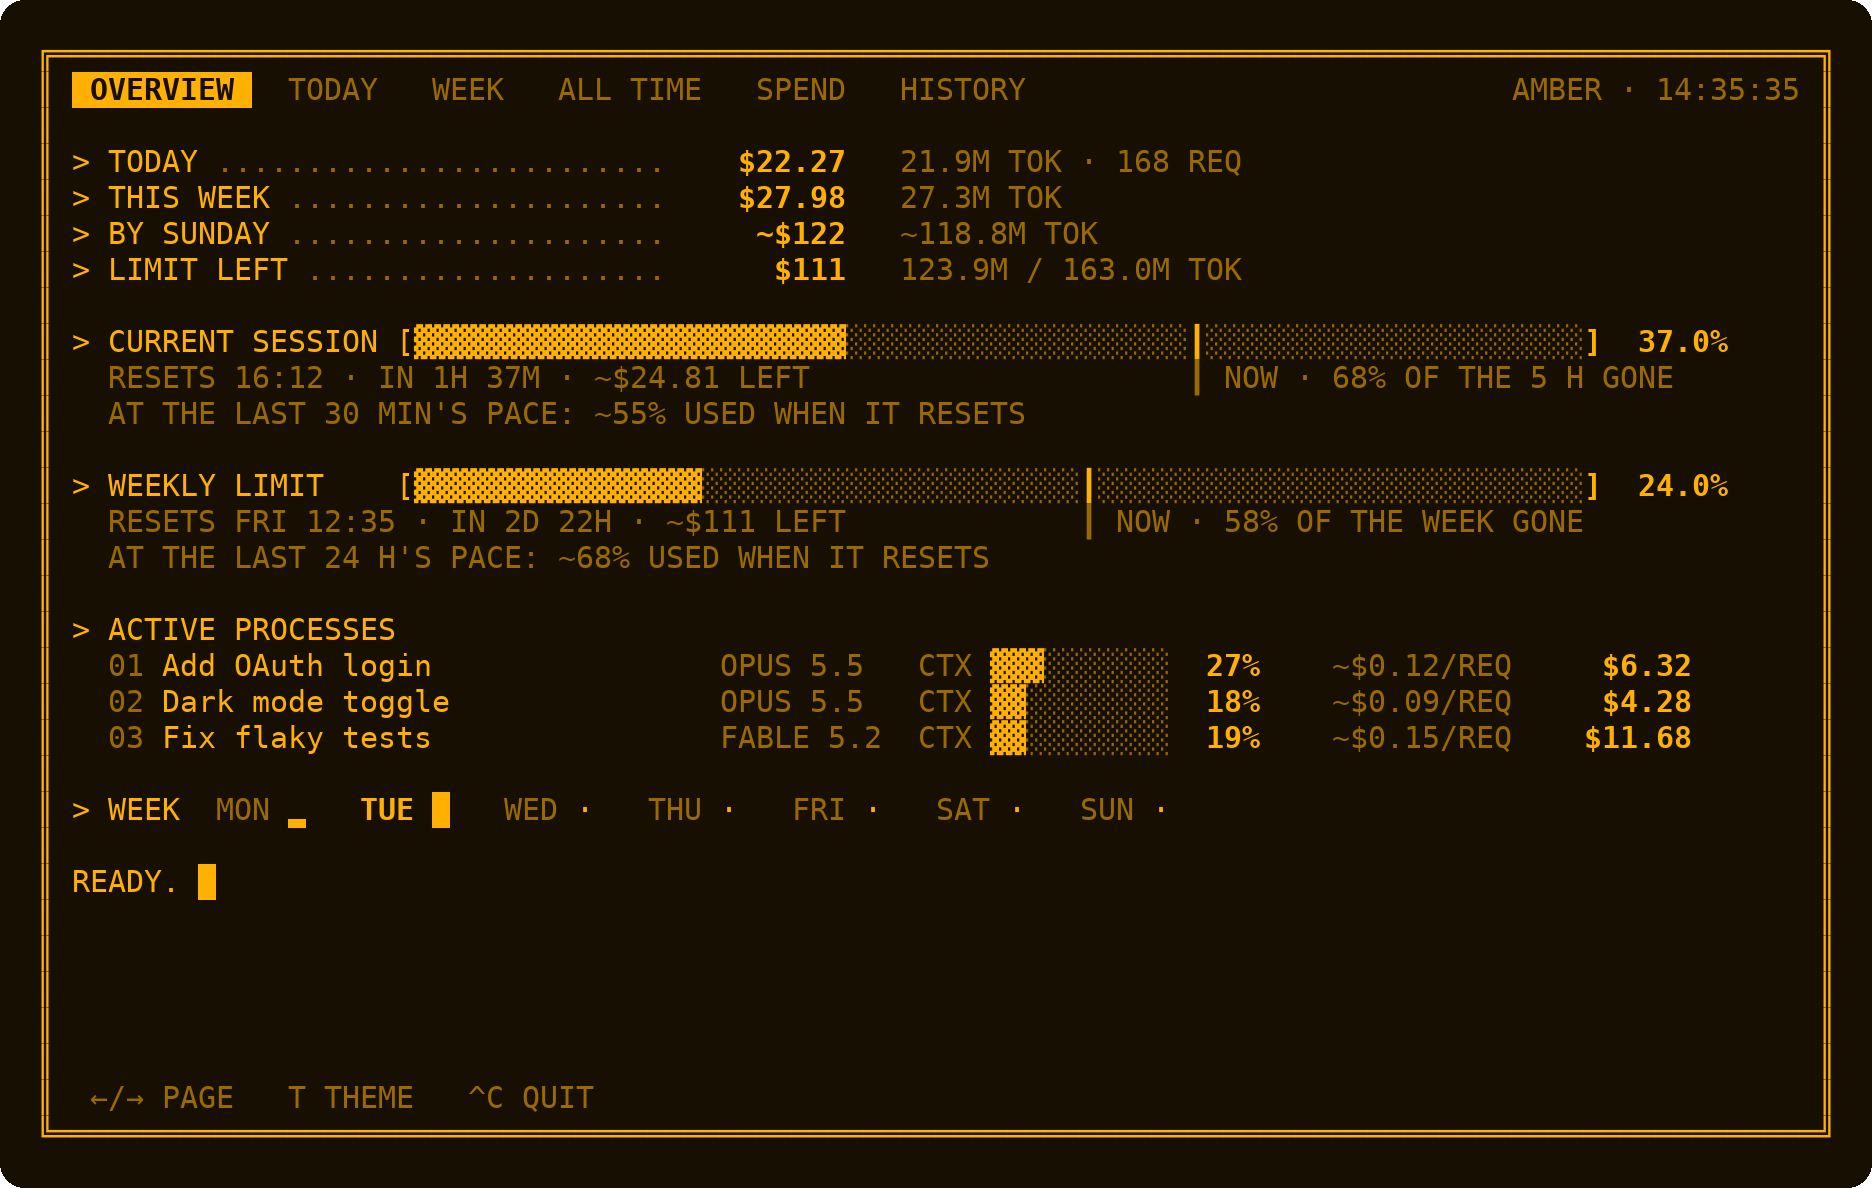 OVERVIEW TODAY WEEK ALL TIME SPEND HISTORY AMBER · 14:35:35
> TODAY ......................... $22.27 21.9M TOK · 168 REQ
> THIS WEEK ..................... $27.98 27.3M TOK
> BY SUNDAY ..................... ~$122 ~118.8M TOK
> LIMIT LEFT .................... $111 123.9M / 163.0M TOK
> CURRENT SESSION [▓▓▓▓▓▓▓▓▓▓▓▓▓▓▓▓▓▓▓▓▓▓▓▓░░░░░░░░░░░░░░░░░░░┃░░░░░░░░░░░░░░░░░░░░░] 37.0%
RESETS 16:12 · IN 1H 37M · ~$24.81 LEFT ┃ NOW · 68% OF THE 5 H GONE
AT THE LAST 30 MIN'S PACE: ~55% USED WHEN IT RESETS
> WEEKLY LIMIT [▓▓▓▓▓▓▓▓▓▓▓▓▓▓▓▓░░░░░░░░░░░░░░░░░░░░░┃░░░░░░░░░░░░░░░░░░░░░░░░░░░] 24.0%
RESETS FRI 12:35 · IN 2D 22H · ~$111 LEFT ┃ NOW · 58% OF THE WEEK GONE
AT THE LAST 24 H'S PACE: ~68% USED WHEN IT RESETS
> ACTIVE PROCESSES
01 Add OAuth login OPUS 5.5 CTX ▓▓▓░░░░░░░ 27% ~$0.12/REQ $6.32
02 Dark mode toggle OPUS 5.5 CTX ▓▓░░░░░░░░ 18% ~$0.09/REQ $4.28
03 Fix flaky tests FABLE 5.2 CTX ▓▓░░░░░░░░ 19% ~$0.15/REQ $11.68
> WEEK MON ▂ TUE █ WED · THU · FRI · SAT · SUN ·
READY. █
←/→ PAGE T THEME ^C QUIT